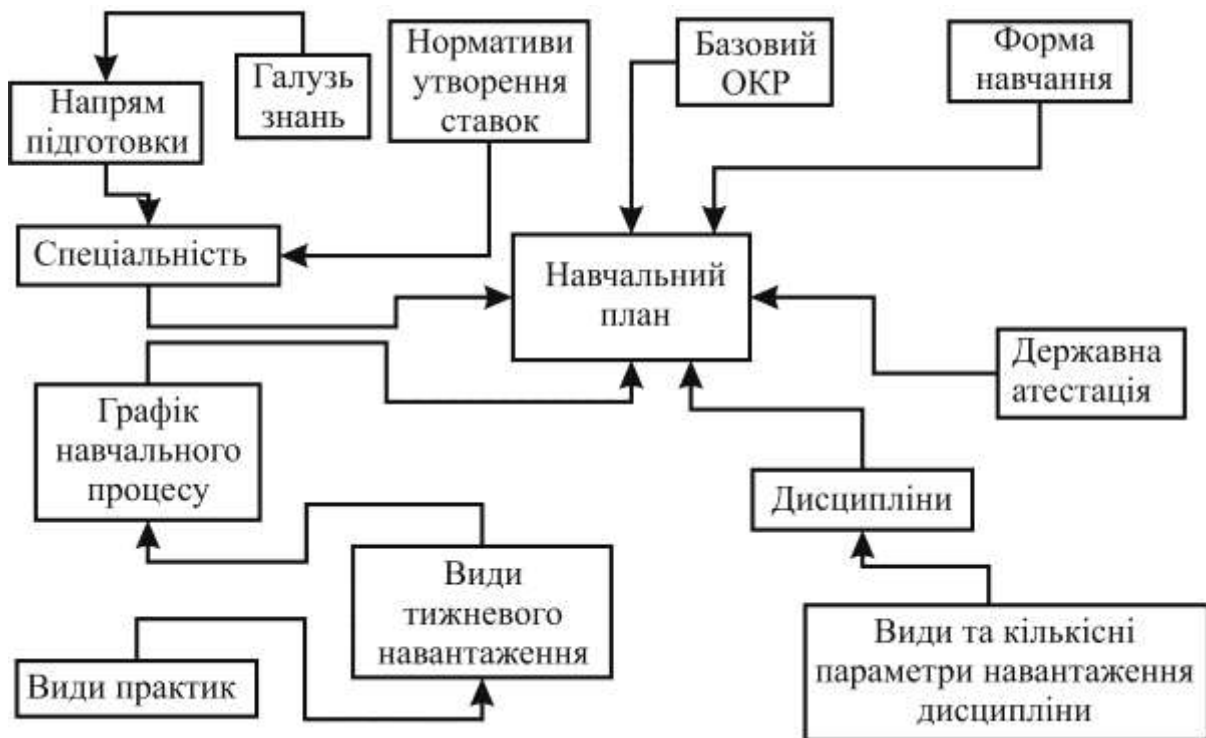 Галузь
знань
Нормативи
утворення
ставок
Базовий
ОКР
Форма
навчання
Напрям
підготовки
Спеціальність
Навчальний
план
Державна
атестація
Графік
навчального
процесу
Дисципліни
Види
тижневого
навантаження
Види та кількісні
параметри навантаження
дисципліни
Види практик